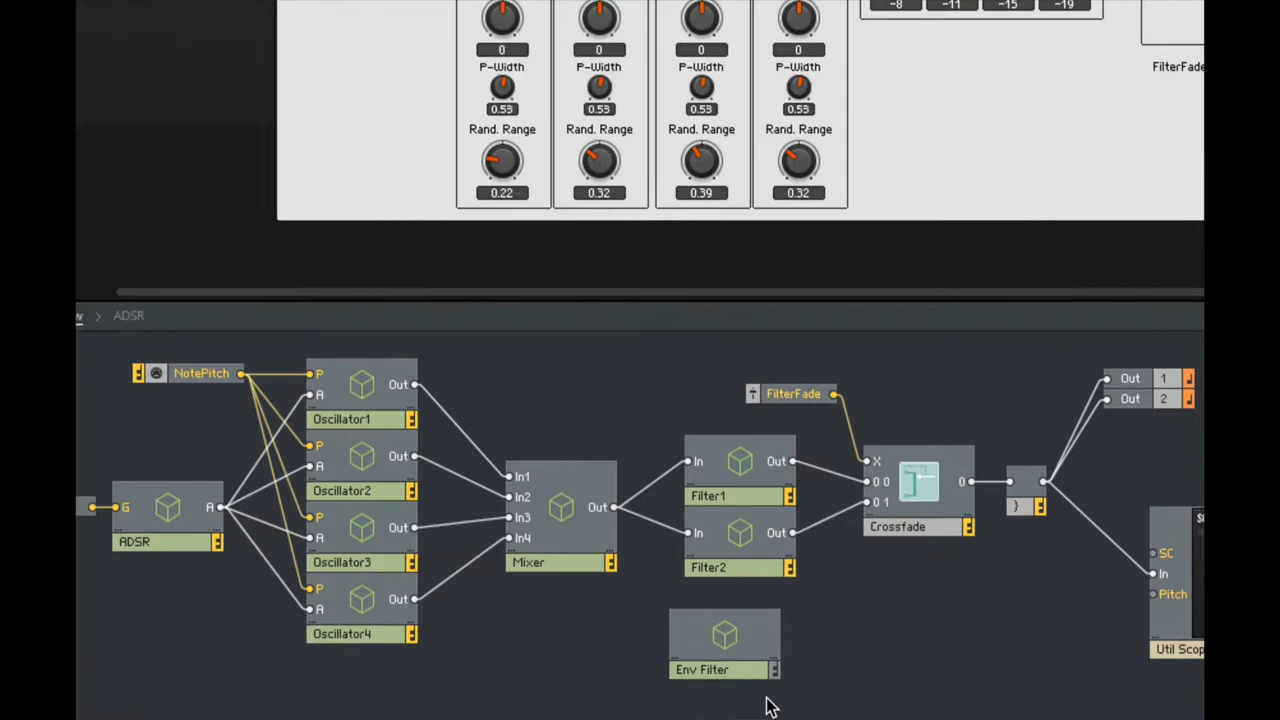 -8 -11 -15 -19
0 0 0 0
P-Width P-Width P-Width P-Width
FilterFade
0.53 0.53 0.53 0.53
Rand. Range Rand. Range Rand. Range Rand. Range
0.22 0.32 0.39 0.32
w > ADSR
NotePitch
P
A
Out
Oscillator1
P
A
Out
Oscillator2
P
A
Out
Oscillator3
P
A
Out
Oscillator4
G
A
ADSR
In1
In2
In3
In4
Out
Mixer
FilterFade
In
Out
Filter1
In
Out
Filter2
Env Filter
X
0 0
0 1
0
Crossfade
}
Out 1
Out 2
SC
In
Pitch
Util Scop